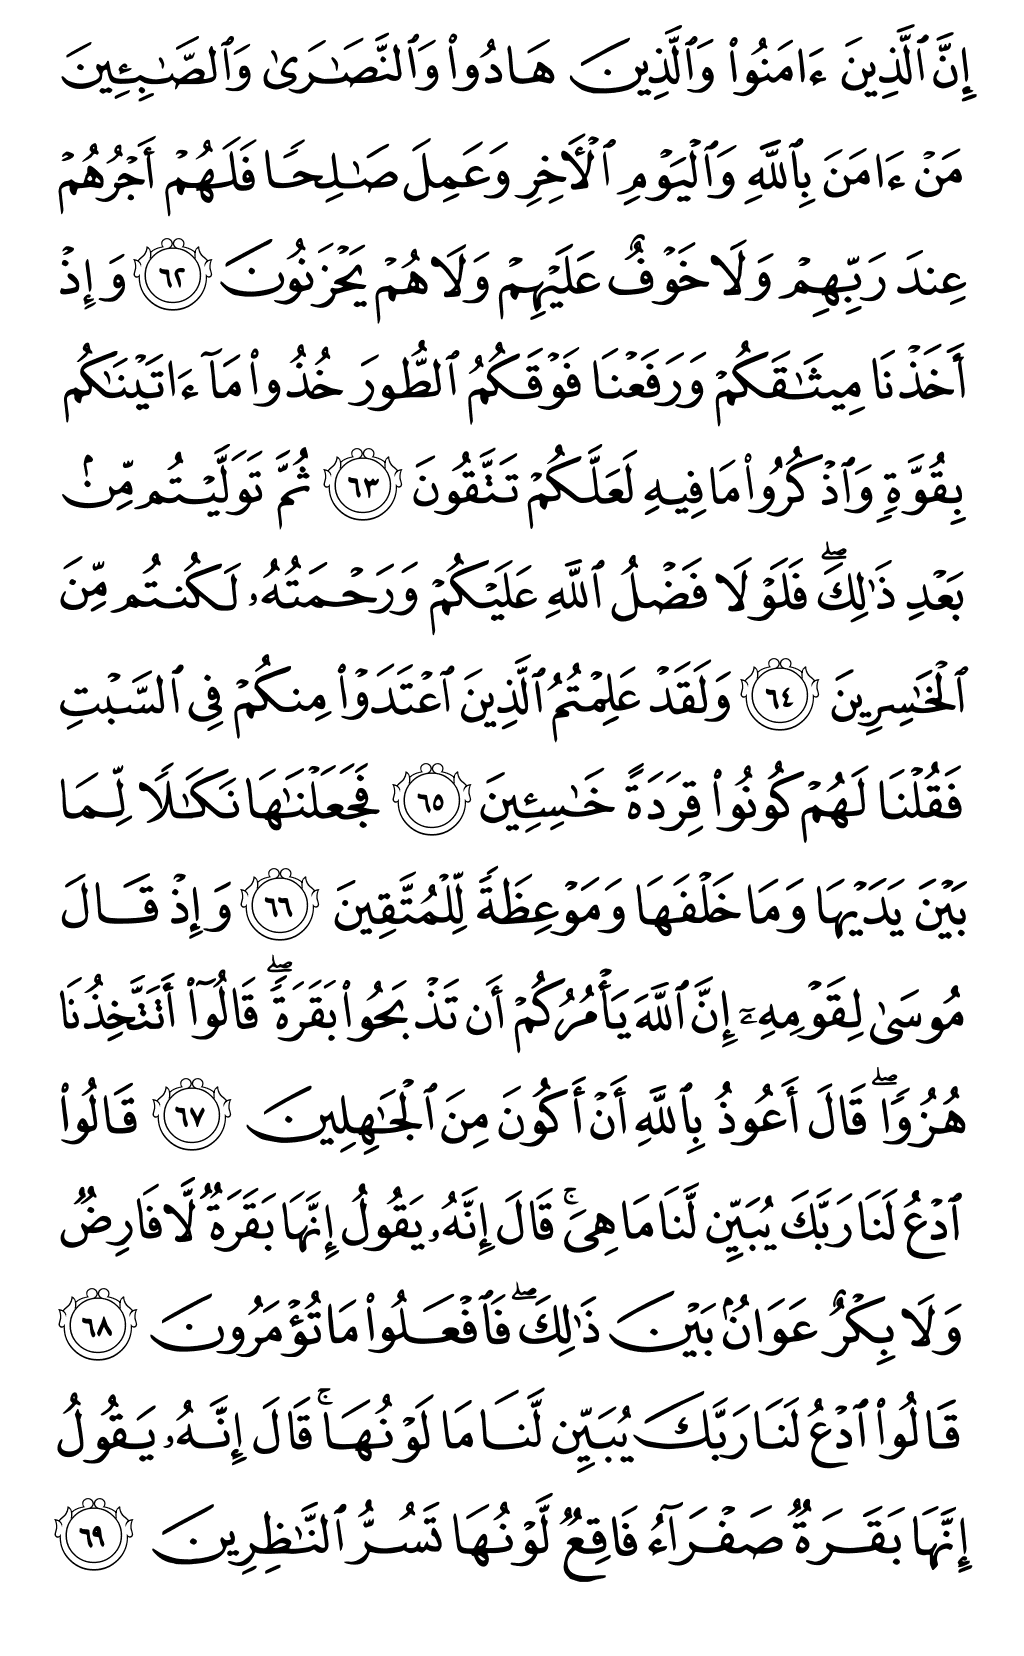 إِنَّ ٱلَّذِينَ ءَامَنُوا۟ وَٱلَّذِينَ هَادُوا۟ وَٱلنَّصَـٰرَىٰ وَٱلصَّـٰبِـِٔينَ
مَنْ ءَامَنَ بِٱللَّهِ وَٱلْيَوْمِ ٱلْـَٔاخِرِ وَعَمِلَ صَـٰلِحًا فَلَهُمْ أَجْرُهُمْ
عِندَ رَبِّهِمْ وَلَا خَوْفٌ عَلَيْهِمْ وَلَا هُمْ يَحْزَنُونَ ٦٢ وَإِذْ
أَخَذْنَا مِيثَـٰقَكُمْ وَرَفَعْنَا فَوْقَكُمُ ٱلطُّورَ خُذُوا۟ مَآ ءَاتَيْنَـٰكُم
بِقُوَّةٍ وَٱذْكُرُوا۟ مَا فِيهِ لَعَلَّكُمْ تَتَّقُونَ ٦٣ ثُمَّ تَوَلَّيْتُم مِّنۢ
بَعْدِ ذَٰلِكَ ۖ فَلَوْلَا فَضْلُ ٱللَّهِ عَلَيْكُمْ وَرَحْمَتُهُۥ لَكُنتُم مِّنَ
ٱلْخَـٰسِرِينَ ٦٤ وَلَقَدْ عَلِمْتُمُ ٱلَّذِينَ ٱعْتَدَوْا۟ مِنكُمْ فِى ٱلسَّبْتِ
فَقُلْنَا لَهُمْ كُونُوا۟ قِرَدَةً خَـٰسِـِٔينَ ٦٥ فَجَعَلْنَـٰهَا نَكَـٰلًا لِّمَا
بَيْنَ يَدَيْهَا وَمَا خَلْفَهَا وَمَوْعِظَةً لِّلْمُتَّقِينَ ٦٦ وَإِذْ قَالَ
مُوسَىٰ لِقَوْمِهِۦٓ إِنَّ ٱللَّهَ يَأْمُرُكُمْ أَن تَذْبَحُوا۟ بَقَرَةً ۖ قَالُوٓا۟ أَتَتَّخِذُنَا
هُزُوًا ۖ قَالَ أَعُوذُ بِٱللَّهِ أَنْ أَكُونَ مِنَ ٱلْجَـٰهِلِينَ ٦٧ قَالُوا۟
ٱدْعُ لَنَا رَبَّكَ يُبَيِّن لَّنَا مَا هِىَ ۚ قَالَ إِنَّهُۥ يَقُولُ إِنَّهَا بَقَرَةٌ لَّا فَارِضٌ
وَلَا بِكْرٌ عَوَانٌۢ بَيْنَ ذَٰلِكَ ۖ فَٱفْعَلُوا۟ مَا تُؤْمَرُونَ ٦٨
قَالُوا۟ ٱدْعُ لَنَا رَبَّكَ يُبَيِّن لَّنَا مَا لَوْنُهَا ۚ قَالَ إِنَّهُۥ يَقُولُ
إِنَّهَا بَقَرَةٌ صَفْرَآءُ فَاقِعٌ لَّوْنُهَا تَسُرُّ ٱلنَّـٰظِرِينَ ٦٩